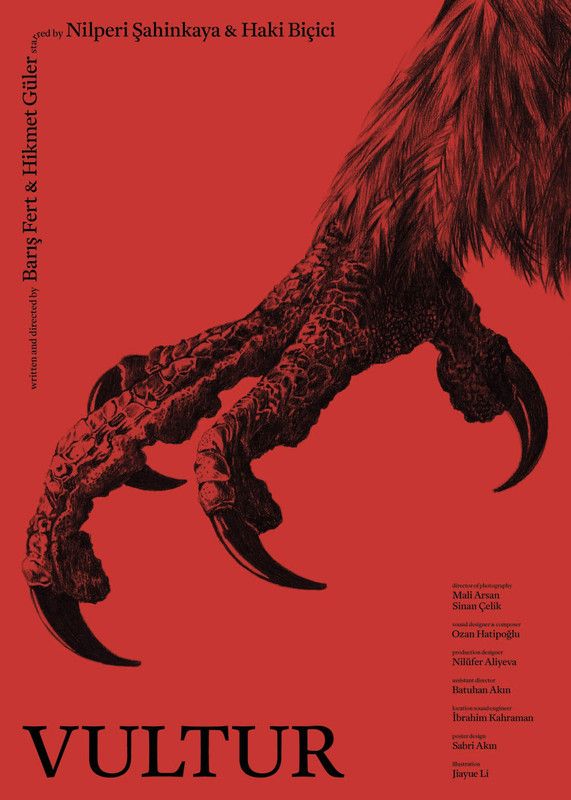 written and directed by Barış Fert & Hikmet Güler starred by Nilperi Şahinkaya & Haki Biçici
director of photography
Mali Arsan
Sinan Çelik
sound designer & composer
Ozan Hatipoğlu
production designer
Nilüfer Aliyeva
assistant director
Batuhan Akın
location sound engineer
İbrahim Kahraman
poster design
Sabri Akın
illustration
Jiayue Li
VULTUR